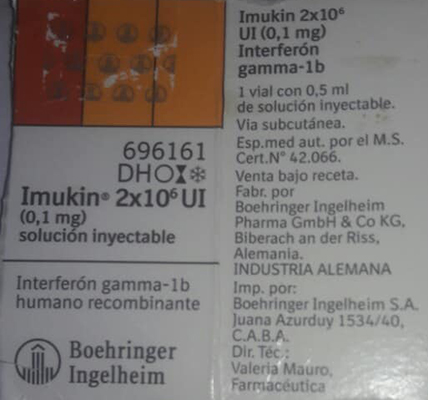 696161
DHO
Imukin® 2x10⁶ UI
(0,1 mg)
solución inyectable
Interferón gamma-1b
humano recombinante
Boehringer
Ingelheim
Imukin 2x10⁶
UI (0,1 mg)
Interferón
gamma-1b
1 vial con 0,5 ml
de solución inyectable.
Vía subcutánea.
Esp.med aut. por el M.S.
Cert.N° 42.066.
Venta bajo receta.
Fabr. por
Boehringer Ingelheim
Pharma GmbH & Co KG,
Biberach an der Riss,
Alemania.
INDUSTRIA ALEMANA
Imp. por:
Boehringer Ingelheim S.A.
Juana Azurduy 1534/40,
C.A.B.A.
Dir. Téc.:
Valeria Mauro,
Farmacéutica